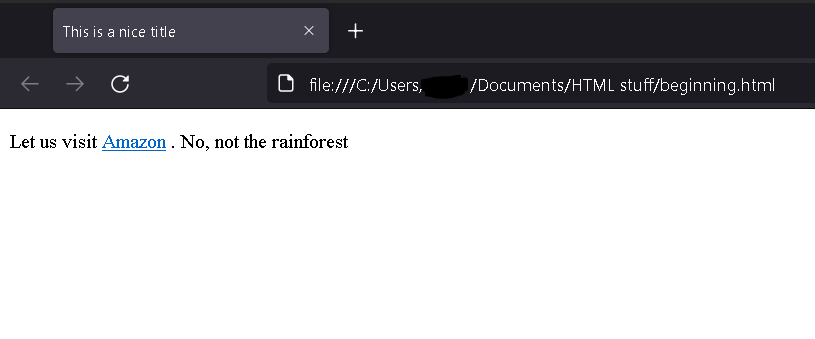 This is a nice title
file:///C:/Users, /Documents/HTML stuff/beginning.html
Let us visit Amazon . No, not the rainforest